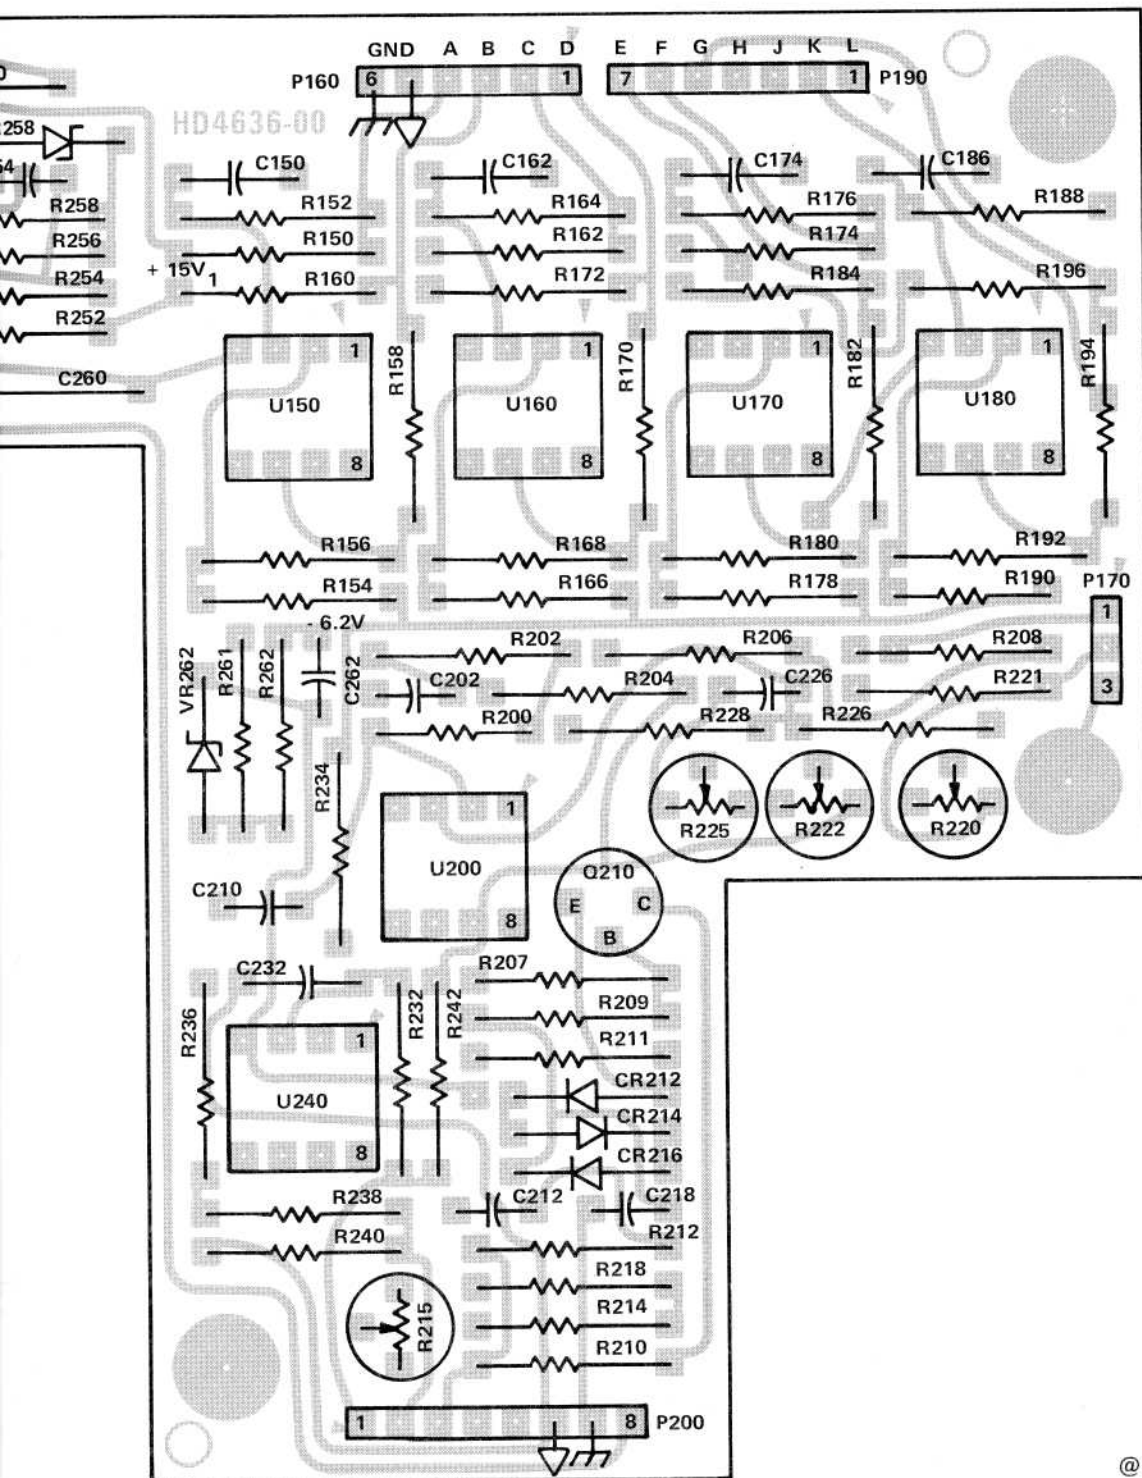 GND A B C D E F G H J K L
P160 6 1 7 1 P190
HD4636-00
C150 C162 C174 C186
R258 R152 R164 R176 R188
R256 R150 R162 R174
+ 15V 1
R254 R160 R172 R184 R196
R252
C260
1 R158 1 R170 1 R182 1 R194
U150 U160 U170 U180
8 8 8 8
R156 R168 R180 R192
R154 R166 R178 R190 P170
1
- 6.2V
R202 R206 R208
VR262 R261 R262 C262 C202 R204 C226 R221
3
R200 R228 R226
R234
1
R225 R222 R220
U200
C210 8
Q210
E C
B
C232 R207
R236 R232 R242 R209
1 R211
U240 CR212
CR214
8 CR216
R238 C212 C218
R240 R212
R218
R215 R214
R210
1 8 P200
@